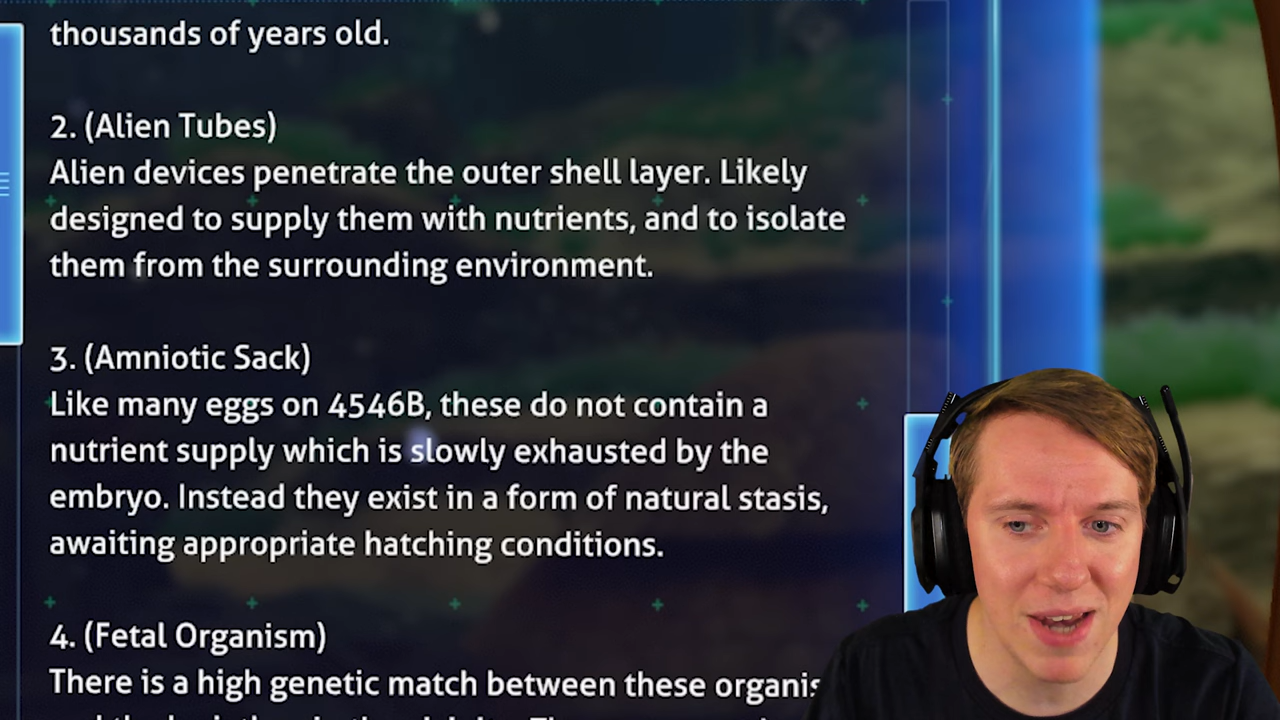 thousands of years old.
2. (Alien Tubes)
Alien devices penetrate the outer shell layer. Likely
designed to supply them with nutrients, and to isolate
them from the surrounding environment.
3. (Amniotic Sack)
Like many eggs on 4546B, these do not contain a
nutrient supply which is slowly exhausted by the
embryo. Instead they exist in a form of natural stasis,
awaiting appropriate hatching conditions.
4. (Fetal Organism)
There is a high genetic match between these